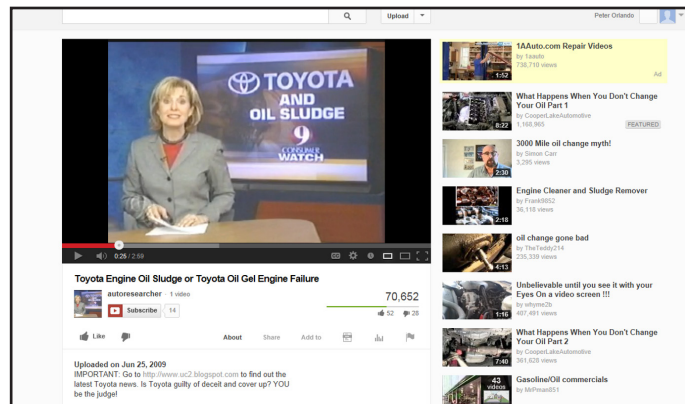 Upload
Peter Orlando
TOYOTA
AND
OIL SLUDGE
9
CONSUMER
WATCH
0:25 / 2:59
Toyota Engine Oil Sludge or Toyota Oil Gel Engine Failure
autoresearcher · 1 video
Subscribe
14
70,652
52
28
Like
About
Share
Add to
Uploaded on Jun 25, 2009
IMPORTANT: Go to http://www.uc2.blogspot.com to find out the
latest Toyota news. Is Toyota guilty of deceit and cover up? YOU
be the judge!
1:52
1AAuto.com Repair Videos
by 1aauto
738,710 views
Ad
8:22
What Happens When You Don't Change
Your Oil Part 1
by CooperLakeAutomotive
1,168,965
FEATURED
2:30
3000 Mile oil change myth!
by Simon Carr
3,295 views
2:18
Engine Cleaner and Sludge Remover
by Frank9852
36,118 views
4:13
oil change gone bad
by TheTeddy214
235,339 views
1:16
Unbelievable until you see it with your
Eyes On a video screen !!!
by whyme2b
407,491 views
7:40
What Happens When You Don't Change
Your Oil Part 2
by CooperLakeAutomotive
361,628 views
43
videos
Gasoline/Oil commercials
by MrPman851